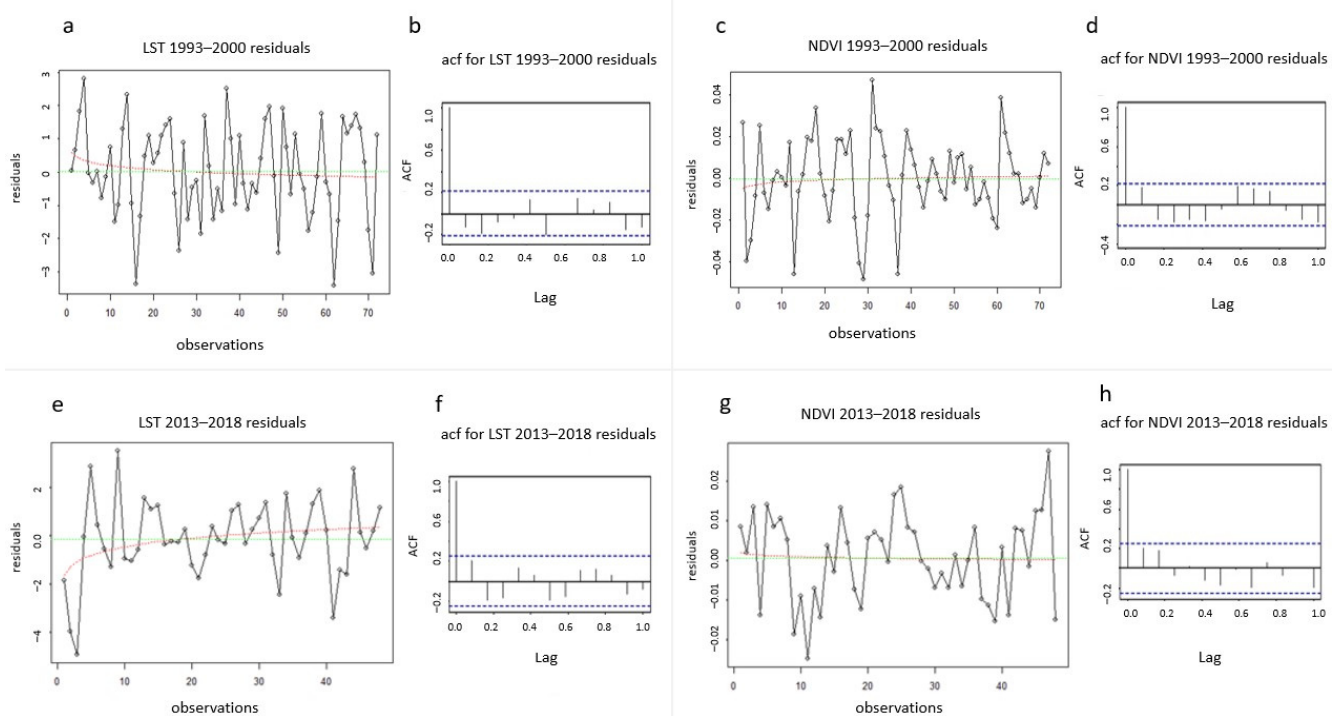 a
LST 1993–2000 residuals
residuals
3
2
1
0
−1
−2
−3
0 10 20 30 40 50 60 70
observations
b
acf for LST 1993–2000 residuals
ACF
1.0
0.6
0.2
−0.2
0.0 0.2 0.4 0.6 0.8 1.0
Lag
c
NDVI 1993–2000 residuals
residuals
0.04
0.02
0.00
−0.02
−0.04
0 10 20 30 40 50 60 70
observations
d
acf for NDVI 1993–2000 residuals
ACF
1.0
0.6
0.2
−0.4
0.0 0.2 0.4 0.6 0.8 1.0
Lag
e
LST 2013–2018 residuals
residuals
2
0.0
−2
−4
0 10 20 30 40
observations
f
acf for LST 2013–2018 residuals
ACF
1.0
0.6
0.2
−0.2
0.0 0.2 0.4 0.6 0.8 1.0
Lag
g
NDVI 2013–2018 residuals
residuals
0.02
0.01
0.00
−0.01
−0.02
0 10 20 30 40
observations
h
acf for NDVI 2013–2018 residuals
ACF
1.0
0.6
0.2
−0.2
0.0 0.2 0.4 0.6 0.8 1.0
Lag